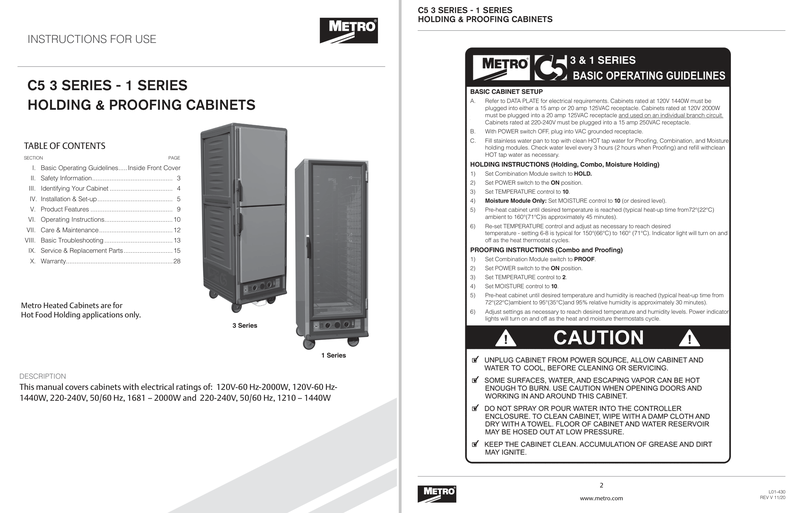 INSTRUCTIONS FOR USE
METRO®
C5 3 SERIES - 1 SERIES
HOLDING & PROOFING CABINETS
TABLE OF CONTENTS
SECTION PAGE
I. Basic Operating Guidelines......Inside Front Cover
II. Safety Information ............................................. 3
III. Identifying Your Cabinet .................................... 4
IV. Installation & Set-up .......................................... 5
V. Product Features ............................................... 9
VI. Operating Instructions...................................... 10
VII. Care & Maintenance......................................... 12
VIII. Basic Troubleshooting ...................................... 13
IX. Service & Replacement Parts ........................... 15
X. Warranty........................................................... 28
Metro Heated Cabinets are for
Hot Food Holding applications only.
3 Series
1 Series
DESCRIPTION
This manual covers cabinets with electrical ratings of: 120V-60 Hz-2000W, 120V-60 Hz-
1440W, 220-240V, 50/60 Hz, 1681 – 2000W and 220-240V, 50/60 Hz, 1210 – 1440W
C5 3 SERIES - 1 SERIES
HOLDING & PROOFING CABINETS
METRO® C5 3 & 1 SERIES
BASIC OPERATING GUIDELINES
BASIC CABINET SETUP
A. Refer to DATA PLATE for electrical requirements. Cabinets rated at 120V 1440W must be
plugged into either a 15 amp or 20 amp 125VAC receptacle. Cabinets rated at 120V 2000W
must be plugged into a 20 amp 125VAC receptacle and used on an individual branch circuit.
Cabinets rated at 220-240V must be plugged into a 15 amp 250VAC receptacle.
B. With POWER switch OFF, plug into VAC grounded receptacle.
C. Fill stainless water pan to top with clean HOT tap water for Proofing, Combination, and Moisture
holding modules. Check water level every 3 hours (2 hours when Proofing) and refill withclean
HOT tap water as necessary.
HOLDING INSTRUCTIONS (Holding, Combo, Moisture Holding)
1) Set Combination Module switch to HOLD.
2) Set POWER switch to the ON position.
3) Set TEMPERATURE control to 10.
4) Moisture Module Only: Set MOISTURE control to 10 (or desired level).
5) Pre-heat cabinet until desired temperature is reached (typical heat-up time from72°(22°C)
ambient to 160°(71°C)is approximately 45 minutes).
6) Re-set TEMPERATURE control and adjust as necessary to reach desired
temperature - setting 6-8 is typical for 150°(66°C) to 160° (71°C). Indicator light will turn on and
off as the heat thermostat cycles.
PROOFING INSTRUCTIONS (Combo and Proofing)
1) Set Combination Module switch to PROOF.
2) Set POWER switch to the ON position.
3) Set TEMPERATURE control to 2.
4) Set MOISTURE control to 10.
5) Pre-heat cabinet until desired temperature and humidity is reached (typical heat-up time from
72°(22°C)ambient to 95°(35°C)and 95% relative humidity is approximately 30 minutes).
6) Adjust settings as necessary to reach desired temperature and humidity levels. Power indicator
lights will turn on and off as the heat and moisture thermostats cycle.
CAUTION
UNPLUG CABINET FROM POWER SOURCE, ALLOW CABINET AND
WATER TO COOL, BEFORE CLEANING OR SERVICING.
SOME SURFACES, WATER, AND ESCAPING VAPOR CAN BE HOT
ENOUGH TO BURN. USE CAUTION WHEN OPENING DOORS AND
WORKING IN AND AROUND THIS CABINET.
DO NOT SPRAY OR POUR WATER INTO THE CONTROLLER
ENCLOSURE. TO CLEAN CABINET, WIPE WITH A DAMP CLOTH AND
DRY WITH A TOWEL. FLOOR OF CABINET AND WATER RESERVOIR
MAY BE HOSED OUT AT LOW PRESSURE.
KEEP THE CABINET CLEAN. ACCUMULATION OF GREASE AND DIRT
MAY IGNITE.
METRO®
2
www.metro.com
L01-430
REV V 11/20